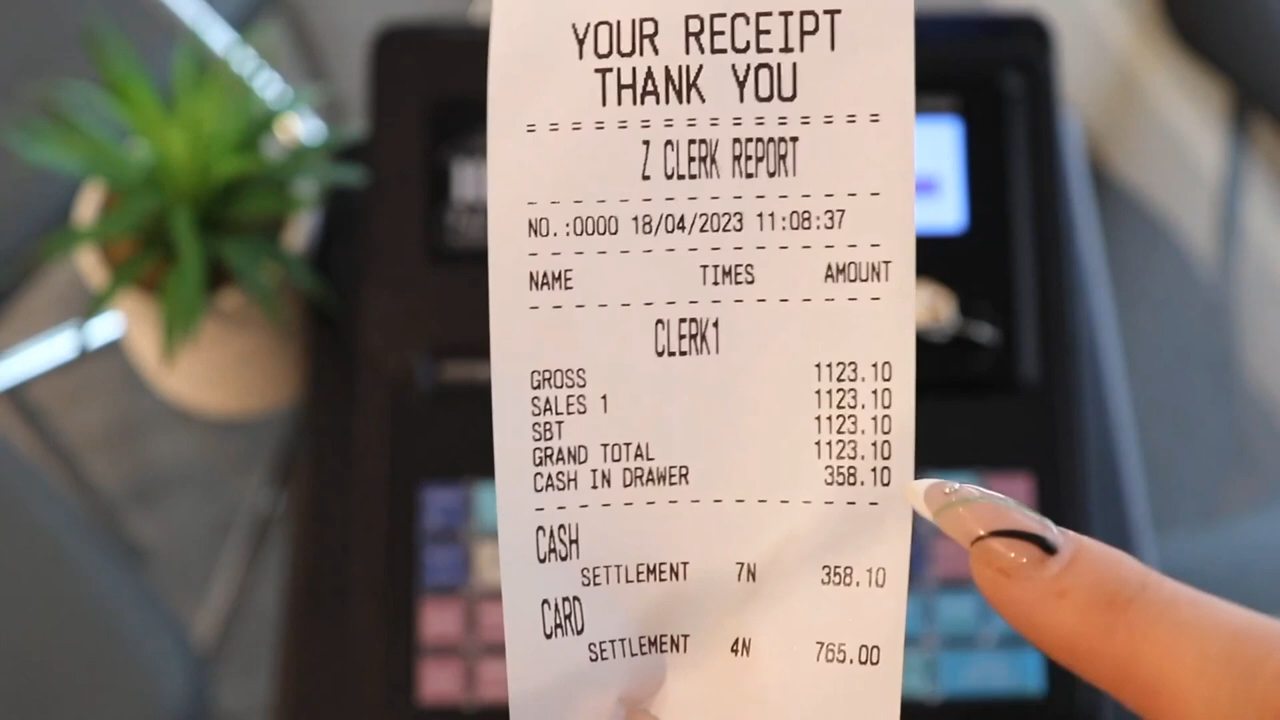 YOUR RECEIPT
THANK YOU
= = = = = = = = = = = = = = =
Z CLERK REPORT
- - - - - - - - - - - - - - -
NO.:0000 18/04/2023 11:08:37
- - - - - - - - - - - - - - -
NAME TIMES AMOUNT
- - - - - - - - - - - - - - -
CLERK1
GROSS 1123.10
SALES 1 1123.10
SBT 1123.10
GRAND TOTAL 1123.10
CASH IN DRAWER 358.10
- - - - - - - - - - - - - - -
CASH
SETTLEMENT 7N 358.10
CARD
SETTLEMENT 4N 765.00